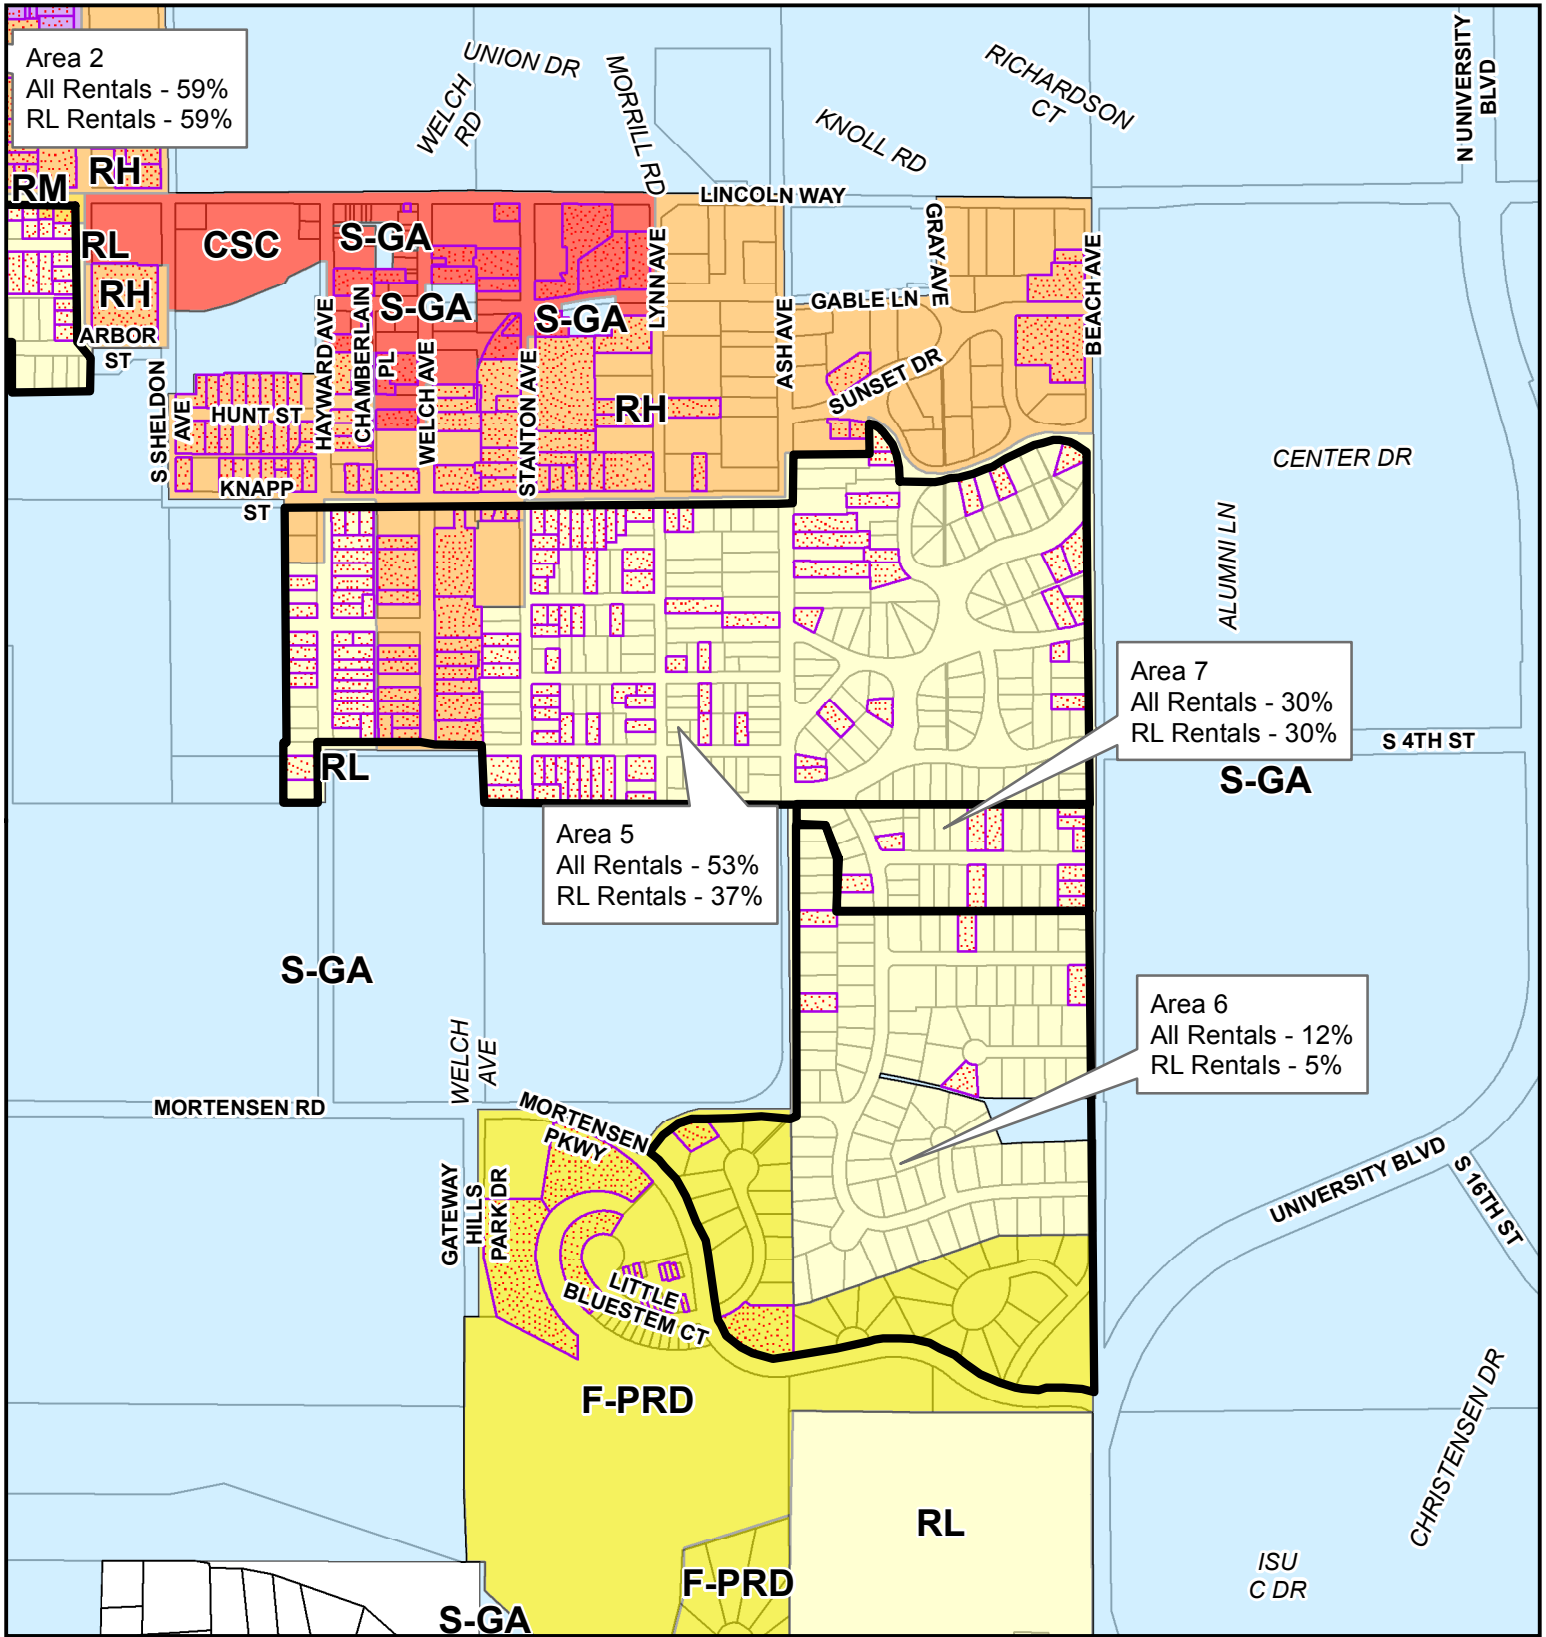 Area 2
All Rentals - 59%
RL Rentals - 59%
UNION DR
WELCH
RD
MORRILL RD
KNOLL RD
RICHARDSON
CT
N UNIVERSITY
BLVD
RH
RM
LINCOLN WAY
RL
CSC
S-GA
RH
S-GA
S-GA
LYNN AVE
GRAY AVE
BEACH AVE
GABLE LN
ASH AVE
SUNSET DR
ARBOR
ST
HAYWARD AVE
CHAMBERLAIN
PL
WELCH AVE
STANTON AVE
RH
S SHELDON
AVE
HUNT ST
KNAPP
ST
CENTER DR
ALUMNI LN
Area 7
All Rentals - 30%
RL Rentals - 30%
S 4TH ST
S-GA
RL
Area 5
All Rentals - 53%
RL Rentals - 37%
S-GA
Area 6
All Rentals - 12%
RL Rentals - 5%
WELCH
AVE
MORTENSEN RD
MORTENSEN
PKWY
GATEWAY
HILLS
PARK DR
UNIVERSITY BLVD
S 16TH ST
LITTLE
BLUESTEM CT
F-PRD
CHRISTENSEN DR
RL
F-PRD
ISU
C DR
S-GA